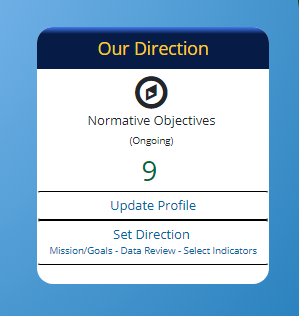 Our Direction
Normative Objectives
(Ongoing)
9
Update Profile
Set Direction
Mission/Goals - Data Review - Select Indicators